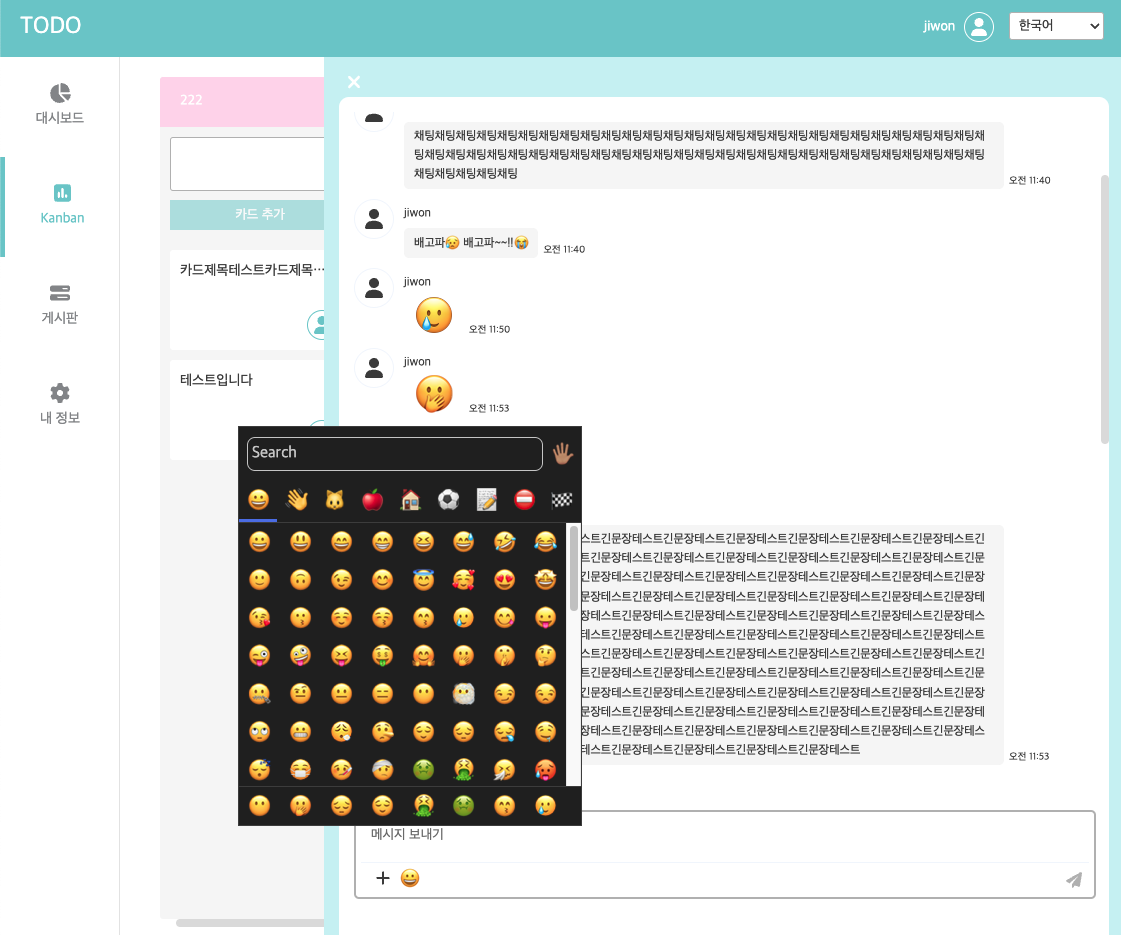 TODO
jiwon
한국어
대시보드
Kanban
게시판
내 정보
222
카드 추가
카드제목테스트카드제목…
테스트입니다
채팅채팅채팅채팅채팅채팅채팅채팅채팅채팅채팅채팅채팅채팅채팅채팅채팅채팅채팅채팅채팅채팅채팅채팅채팅채팅채팅채
팅채팅채팅채팅채팅채팅채팅채팅채팅채팅채팅채팅채팅채팅채팅채팅채팅채팅채팅채팅채팅채팅채팅채팅채팅채팅채팅채팅
채팅채팅채팅채팅채팅
오전 11:40
jiwon
배고파😥 배고파~~!!😭
오전 11:40
jiwon
오전 11:50
jiwon
오전 11:53
Search
스트긴문장테스트긴문장테스트긴문장테스트긴문장테스트긴문장테스트긴문장테스트긴
트긴문장테스트긴문장테스트긴문장테스트긴문장테스트긴문장테스트긴문장테스트긴문
긴문장테스트긴문장테스트긴문장테스트긴문장테스트긴문장테스트긴문장테스트긴문장
문장테스트긴문장테스트긴문장테스트긴문장테스트긴문장테스트긴문장테스트긴문장테
장테스트긴문장테스트긴문장테스트긴문장테스트긴문장테스트긴문장테스트긴문장테스
테스트긴문장테스트긴문장테스트긴문장테스트긴문장테스트긴문장테스트긴문장테스트
스트긴문장테스트긴문장테스트긴문장테스트긴문장테스트긴문장테스트긴문장테스트긴
트긴문장테스트긴문장테스트긴문장테스트긴문장테스트긴문장테스트긴문장테스트긴문
긴문장테스트긴문장테스트긴문장테스트긴문장테스트긴문장테스트긴문장테스트긴문장
문장테스트긴문장테스트긴문장테스트긴문장테스트긴문장테스트긴문장테스트긴문장테
장테스트긴문장테스트긴문장테스트긴문장테스트긴문장테스트긴문장테스트긴문장테스
테스트긴문장테스트긴문장테스트긴문장테스트긴문장테스트
오전 11:53
메시지 보내기